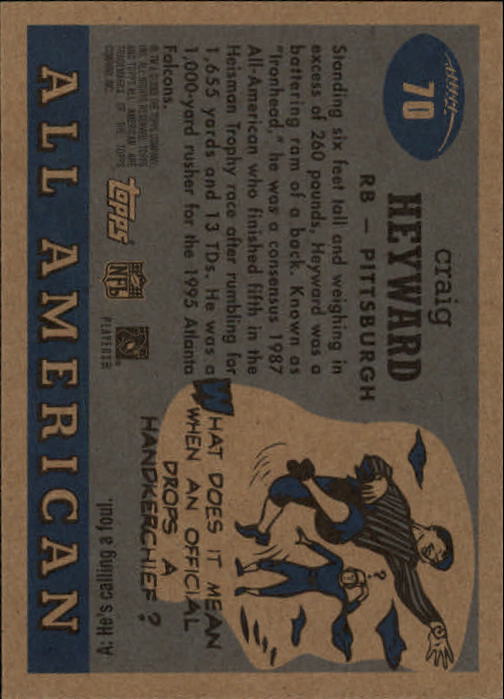 70
craig
HEYWARD
RB – PITTSBURGH
Standing six feet tall and weighing in
excess of 260 pounds, Heyward was a
battering ram of a back. Known as
"Ironhead," he was a consensus 1987
All-American who finished fifth in the
Heisman Trophy race after rumbling for
1,655 yards and 13 TDs. He was a
1,000-yard rusher for the 1995 Atlanta
Falcons.
topps
NFL
PLAYERS
WHAT DOES IT MEAN
WHEN AN OFFICIAL
DROPS A
HANDKERCHIEF?
?
A: He's calling a foul.
ALL AMERICAN